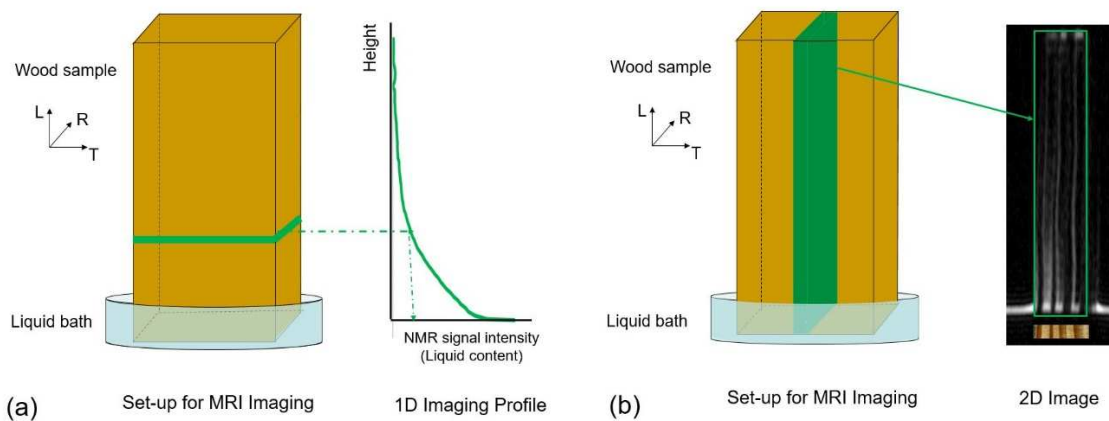 Wood sample
L
R
T
Liquid bath
Height
NMR signal intensity
(Liquid content)
(a)
Set-up for MRI Imaging
1D Imaging Profile
Wood sample
L
R
T
Liquid bath
(b)
Set-up for MRI Imaging
2D Image